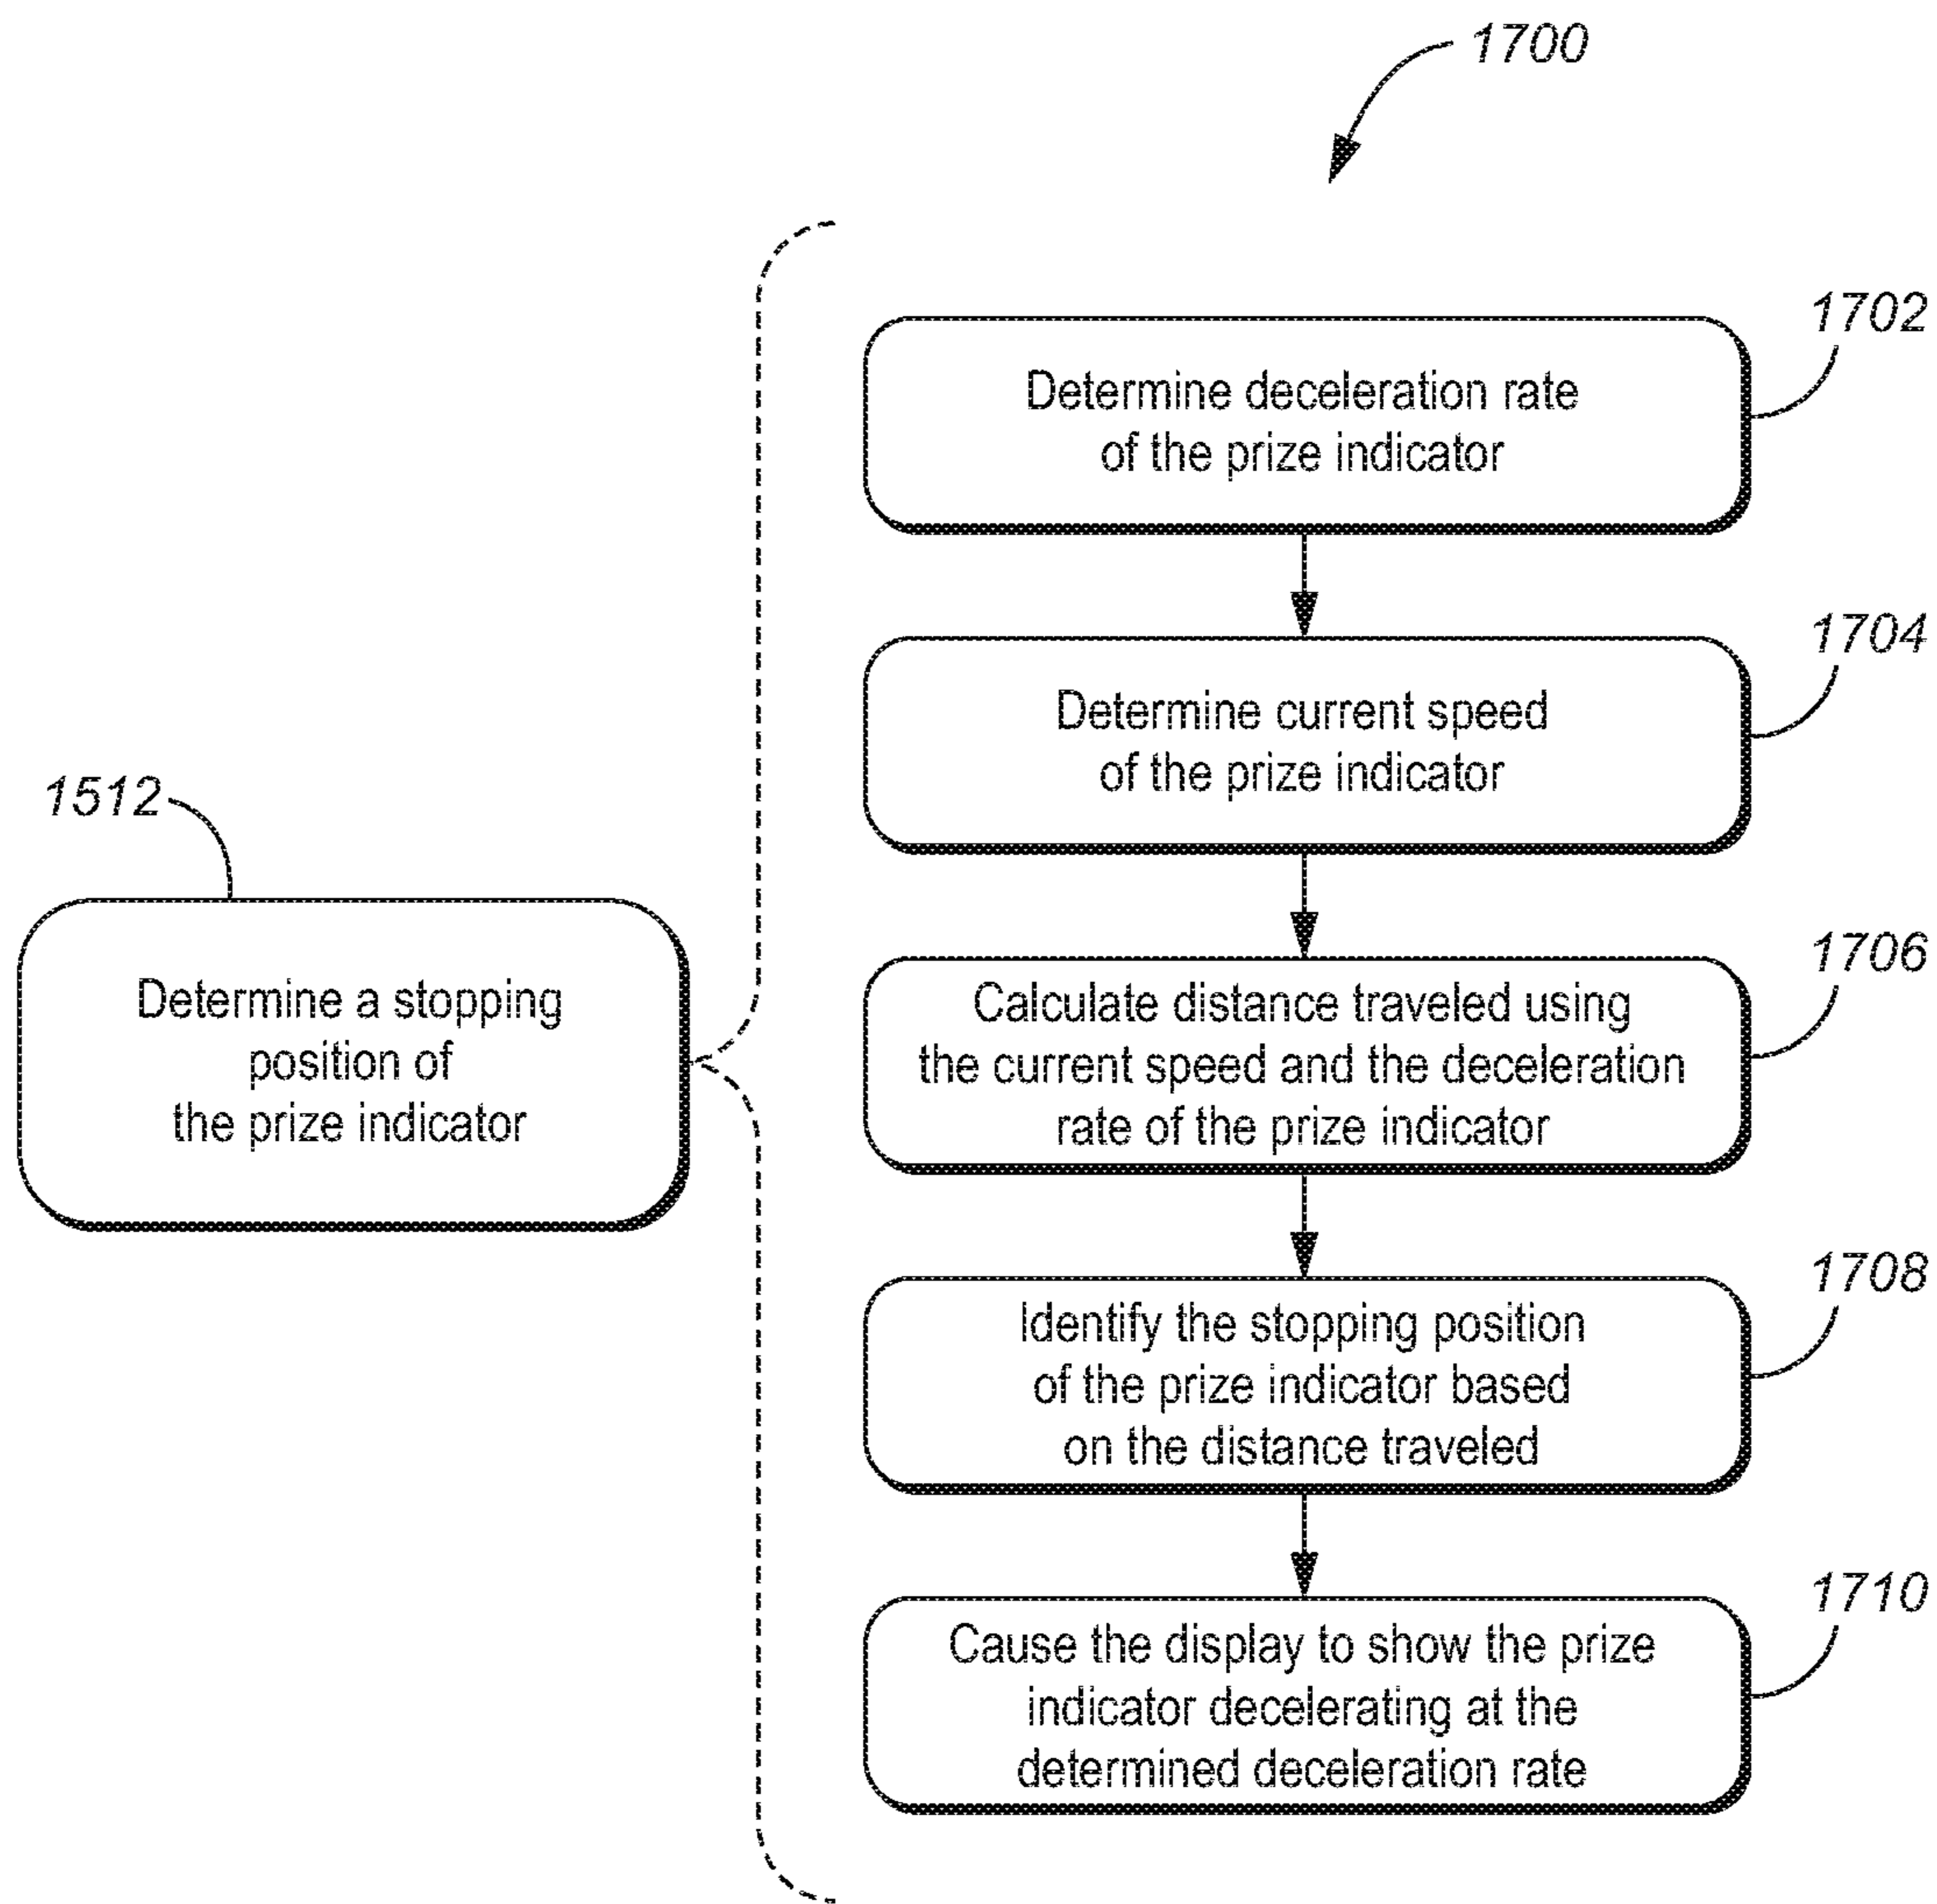 1700
1702
Determine deceleration rate
of the prize indicator
1704
Determine current speed
of the prize indicator
1512
Determine a stopping
position of
the prize indicator
1706
Calculate distance traveled using
the current speed and the deceleration
rate of the prize indicator
1708
Identify the stopping position
of the prize indicator based
on the distance traveled
1710
Cause the display to show the prize
indicator decelerating at the
determined deceleration rate